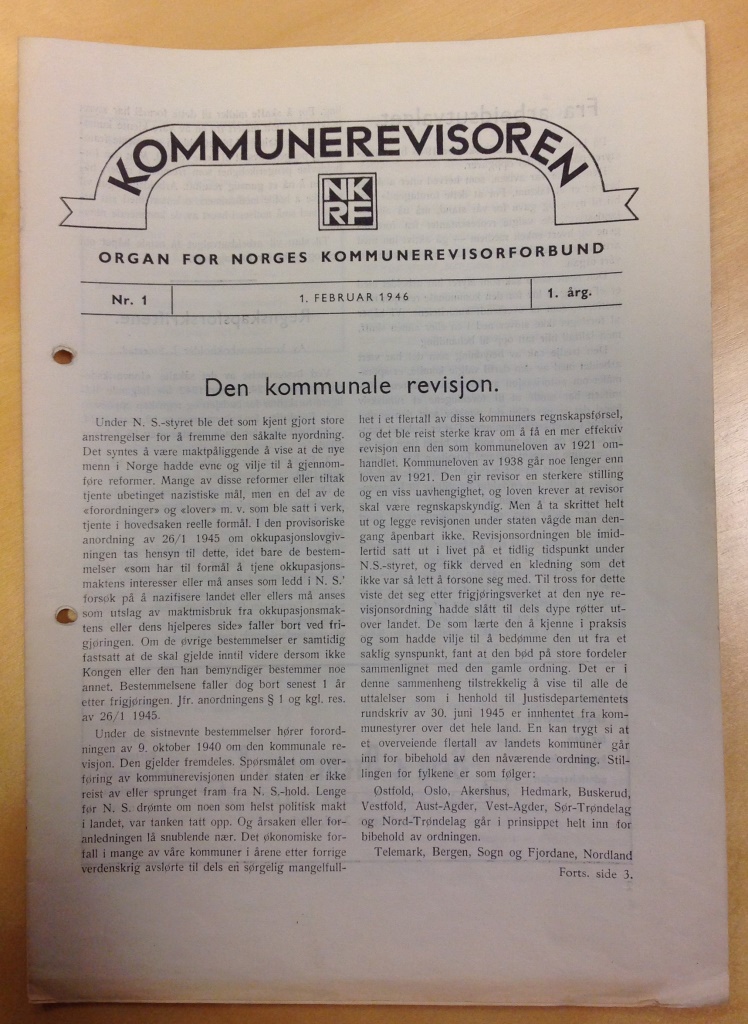 KOMMUNEREVISOREN
NK
RF
ORGAN FOR NORGES KOMMUNEREVISORFORBUND
Nr. 1
1. FEBRUAR 1946
1. årg.
Den kommunale revisjon.
Under N. S.-styret ble det som kjent gjort store
anstrengelser for å fremme den såkalte nyordning.
Det syntes å være maktpåliggende å vise at de nye
menn i Norge hadde evne og vilje til å gjennom-
føre reformer. Mange av disse reformer eller tiltak
tjente ubetinget nazistiske mål, men en del av de
«forordninger» og «lover» m. v. som ble satt i verk,
tjente i hovedsaken reelle formål. I den provisoriske
anordning av 26/1 1945 om okkupasjonslovgiv-
ningen tas hensyn til dette, idet bare de bestem-
melser «som har til formål å tjene okkupasjons-
maktens interesser eller må anses som ledd i N. S.'
forsøk på å nazifisere landet eller ellers må anses
som utslag av maktmisbruk fra okkupasjonsmak-
tens eller dens hjelperes side» faller bort ved fri-
gjøringen. Om de øvrige bestemmelser er samtidig
fastsatt at de skal gjelde inntil videre dersom ikke
Kongen eller den han bemyndiger bestemmer noe
annet. Bestemmelsene faller dog bort senest 1 år
etter frigjøringen. Jfr. anordningens § 1 og kgl. res.
av 26/1 1945.
Under de sistnevnte bestemmelser hører forord-
ningen av 9. oktober 1940 om den kommunale re-
visjon. Den gjelder fremdeles. Spørsmålet om over-
føring av kommunerevisjonen under staten er ikke
reist av eller sprunget fram fra N. S.-hold. Lenge
før N. S. drømte om noen som helst politisk makt
i landet, var tanken tatt opp. Og årsaken eller for-
anledningen lå snublende nær. Det økonomiske for-
fall i mange av våre kommuner i årene etter forrige
verdenskrig avslørte til dels en sørgelig mangelfull-
het i et flertall av disse kommuners regnskapsførsel,
og det ble reist sterke krav om å få en mer effektiv
revisjon enn den som kommuneloven av 1921 om-
handlet. Kommuneloven av 1938 går noe lenger enn
loven av 1921. Den gir revisor en sterkere stilling
og en viss uavhengighet, og loven krever at revisor
skal være regnskapskyndig. Men å ta skrittet helt
ut og legge revisjonen under staten vågde man den-
gang åpenbart ikke. Revisjonsordningen ble imid-
lertid satt ut i livet på et tidlig tidspunkt under
N.S.-styret, og fikk derved en kledning som det
ikke var så lett å forsone seg med. Til tross for dette
viste det seg etter frigjøringsverket at den nye re-
visjonsordning hadde slått til dels dype røtter ut-
over landet. De som lærte den å kjenne i praksis
og som hadde vilje til å bedømme den ut fra et
saklig synspunkt, fant at den bød på store fordeler
sammenlignet med den gamle ordning. Det er i
denne sammenheng tilstrekkelig å vise til alle de
uttalelser som i henhold til Justisdepartementets
rundskriv av 30. juni 1945 er innhentet fra kom-
munestyrer over det hele land. En kan trygt si at
et overveiende flertall av landets kommuner går
inn for bibehold av den nåværende ordning. Stil-
lingen for fylkene er som følger:
Østfold, Oslo, Akershus, Hedmark, Buskerud,
Vestfold, Aust-Agder, Vest-Agder, Sør-Trøndelag
og Nord-Trøndelag går i prinsippet helt inn for
bibehold av ordningen.
Telemark, Bergen, Sogn og Fjordane, Nordland
Forts. side 3.